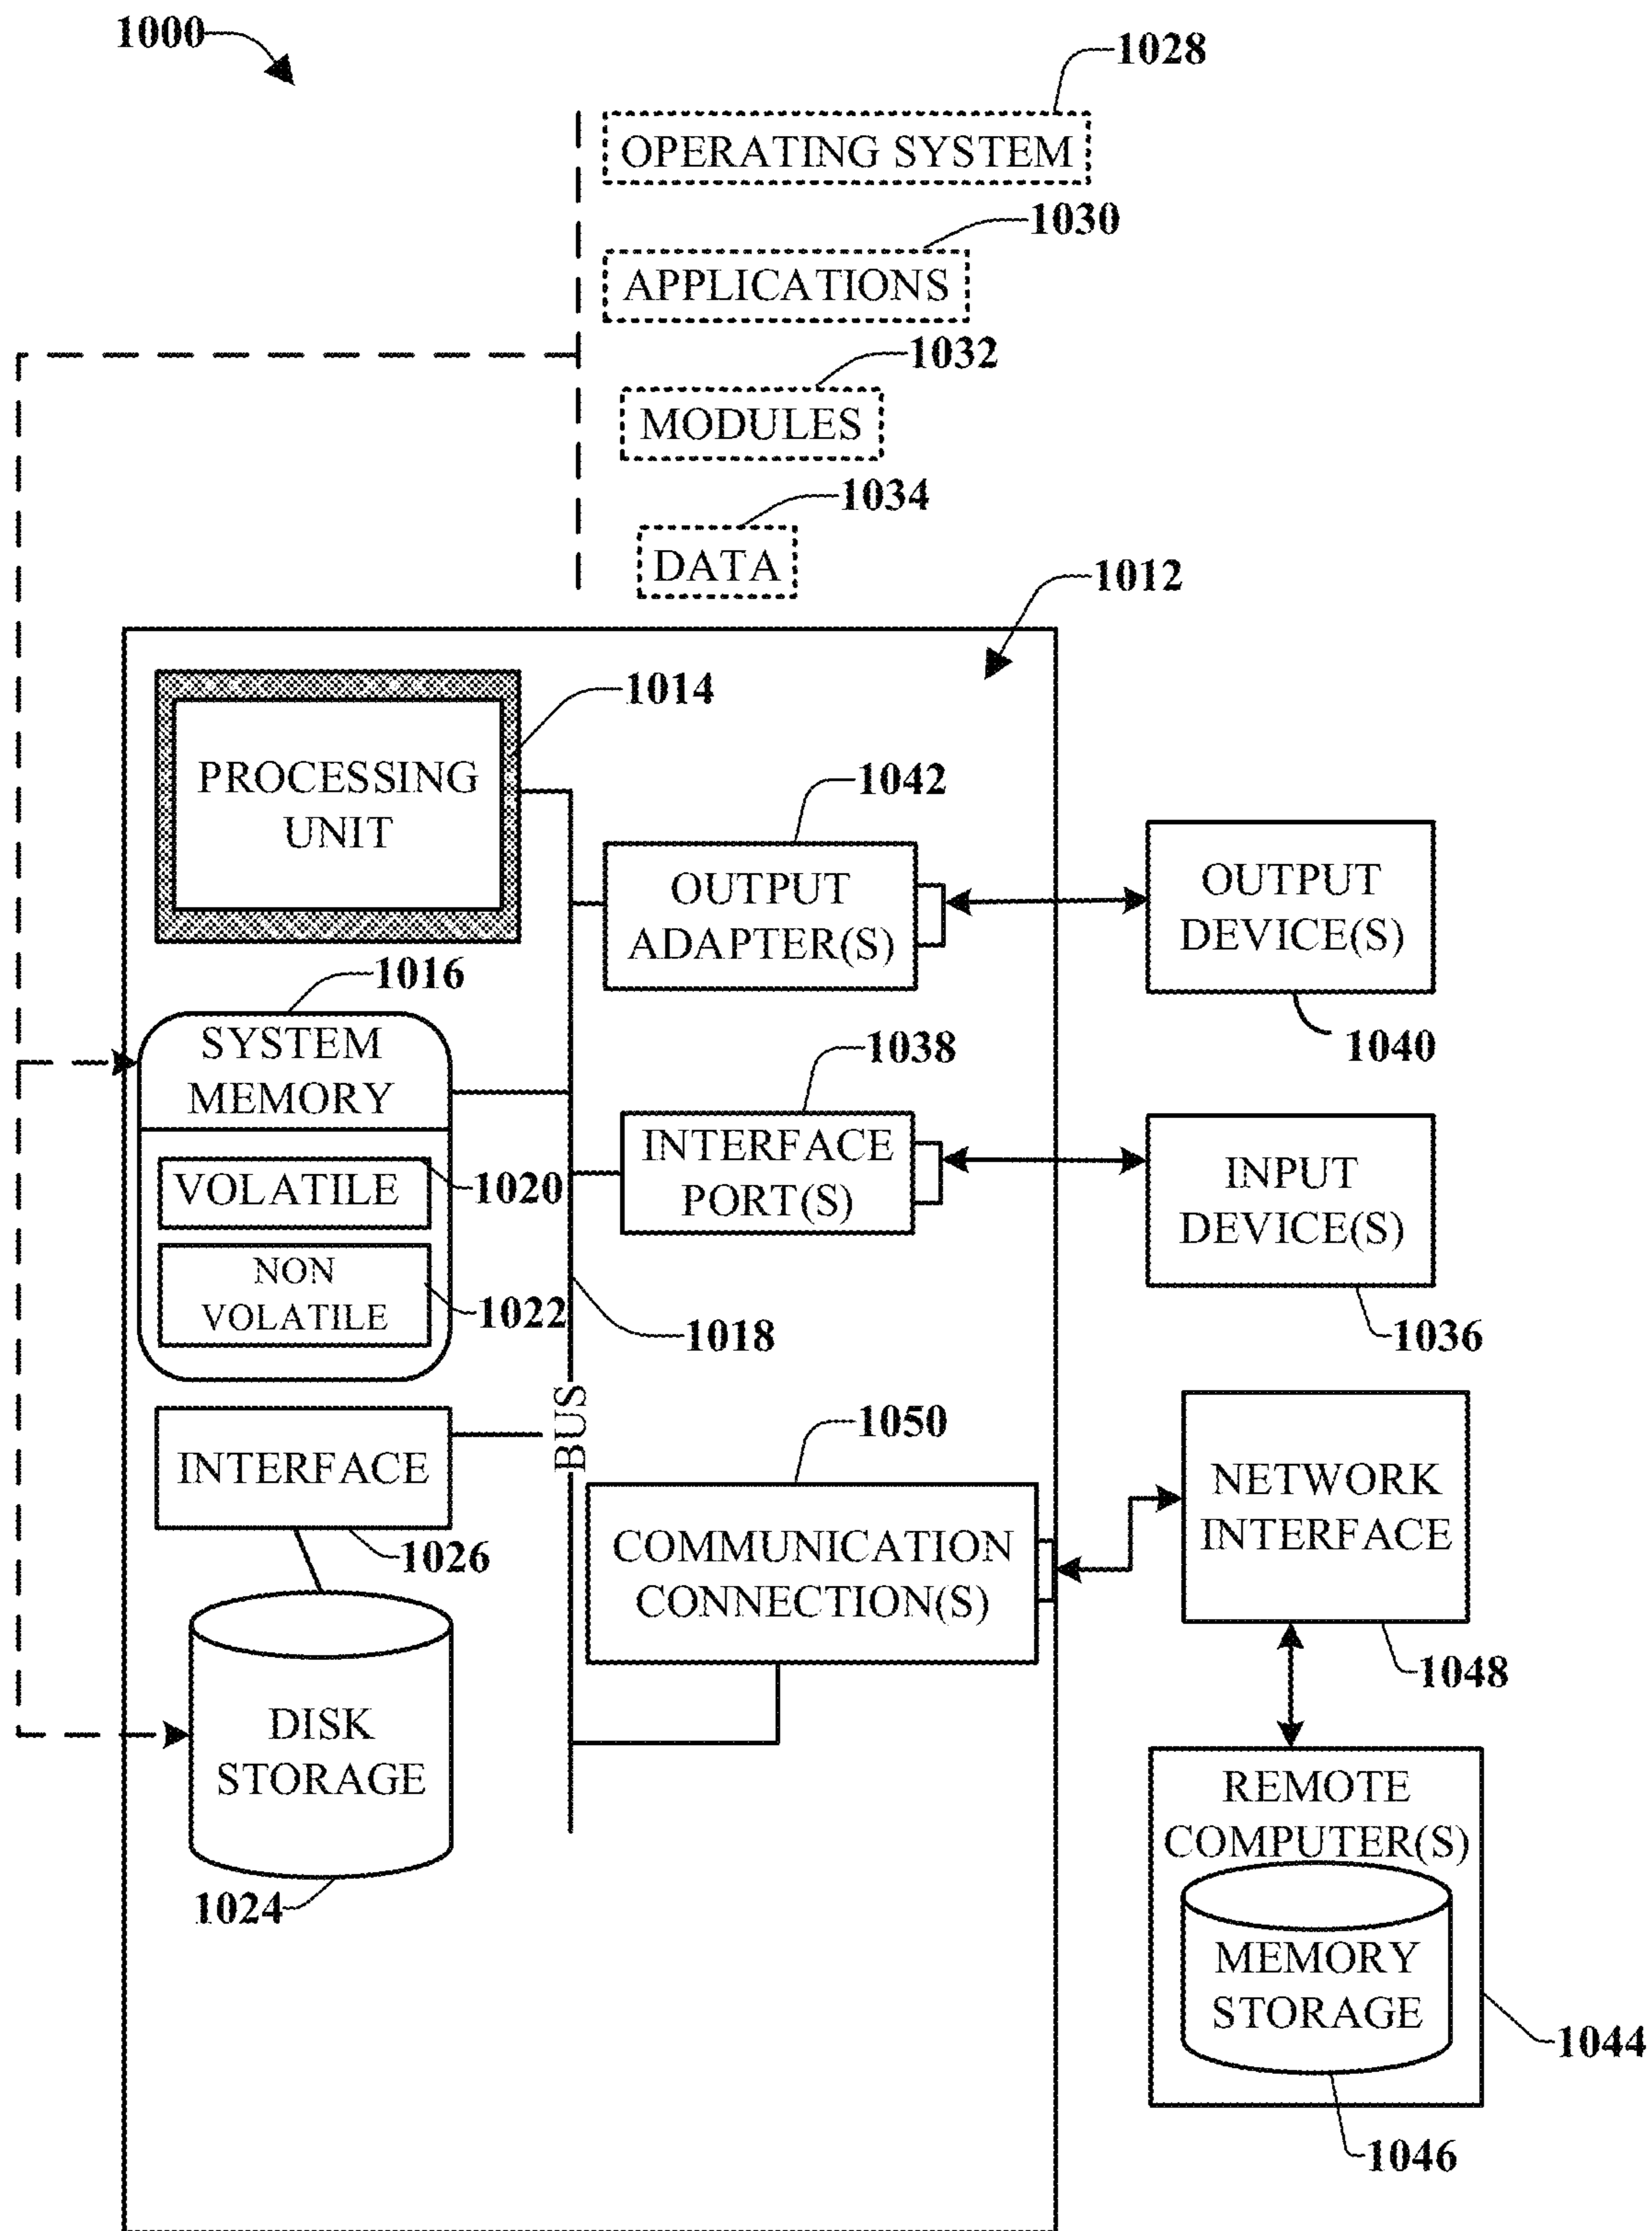 1000
1028
OPERATING SYSTEM
1030
APPLICATIONS
1032
MODULES
1034
DATA
1012
1014
PROCESSING
UNIT
1042
OUTPUT
ADAPTER(S)
OUTPUT
DEVICE(S)
1040
1016
SYSTEM
MEMORY
VOLATILE
1020
NON
VOLATILE
1022
1038
INTERFACE
PORT(S)
INPUT
DEVICE(S)
1036
1018
BUS
INTERFACE
1026
1050
COMMUNICATION
CONNECTION(S)
NETWORK
INTERFACE
1048
DISK
STORAGE
1024
REMOTE
COMPUTER(S)
MEMORY
STORAGE
1044
1046